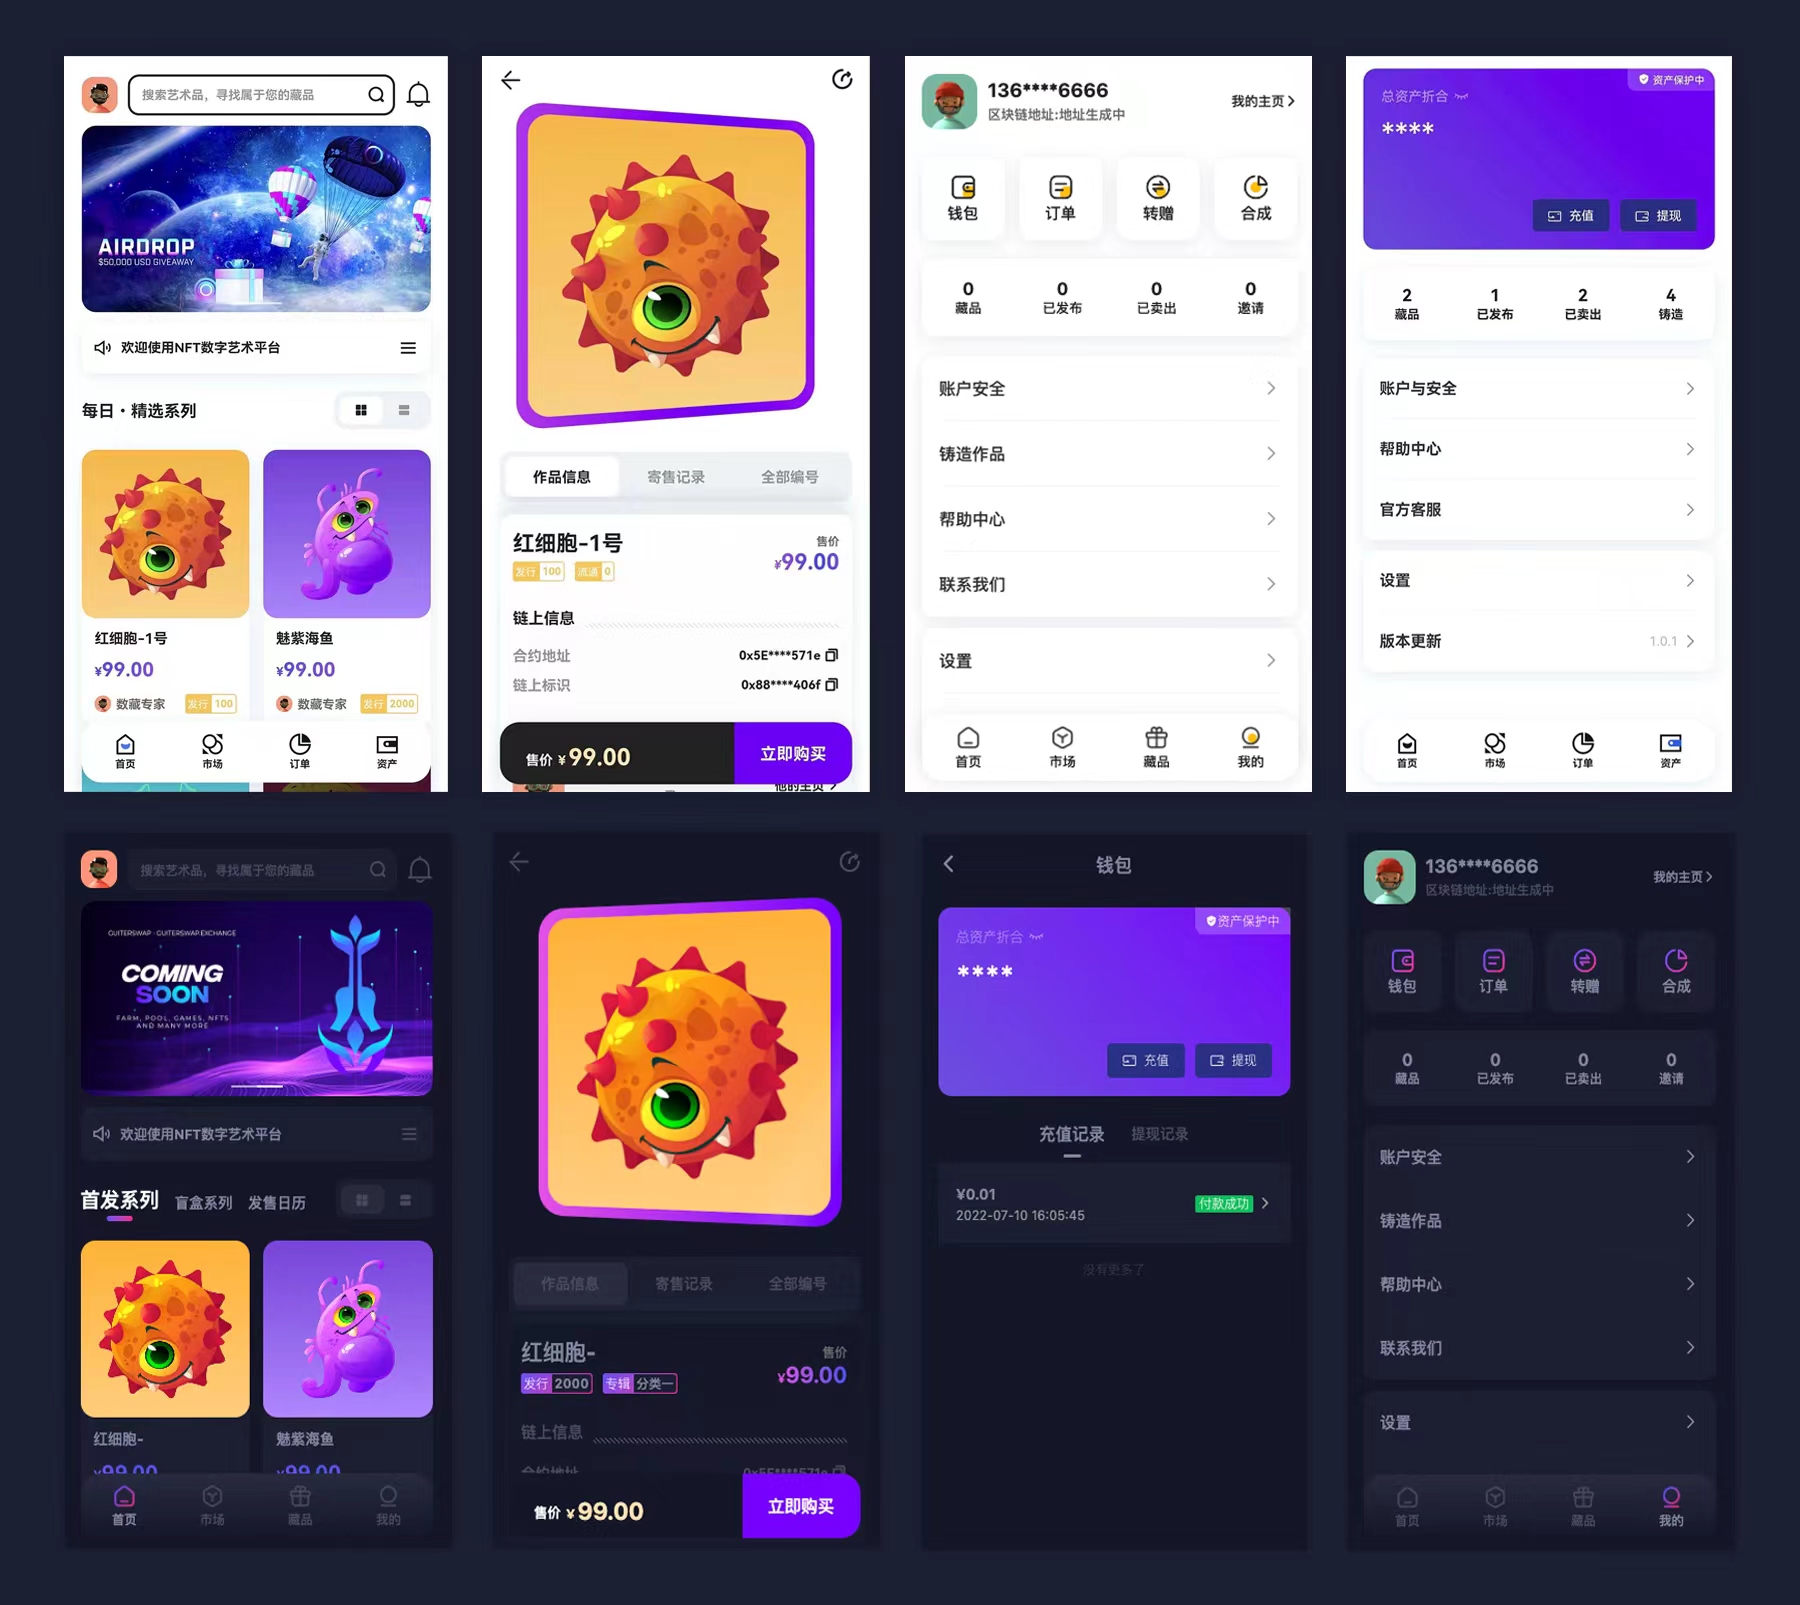 搜索艺术品，寻找属于您的藏品
AIRDROP
$50,000 USD GIVEAWAY
欢迎使用NFT数字艺术平台
每日·精选系列
红细胞-1号
¥99.00
数藏专家 发行 100
魅紫海鱼
¥99.00
数藏专家 发行 2000
首页 市场 订单 资产
作品信息 寄售记录 全部编号
红细胞-1号
售价
¥99.00
发行 100 流通 0
链上信息
合约地址 0x5E****571e
链上标识 0x88****406f
售价 ¥99.00 立即购买
他的主页
136****6666
区块链地址:地址生成中
我的主页
钱包 订单 转赠 合成
0 0 0 0
藏品 已发布 已卖出 邀请
账户安全
铸造作品
帮助中心
联系我们
设置
首页 市场 藏品 我的
资产保护中
总资产折合
****
充值 提现
2 1 2 4
藏品 已发布 已卖出 铸造
账户与安全
帮助中心
官方客服
设置
版本更新 1.0.1
首页 市场 订单 资产
搜索艺术品，寻找属于您的藏品
GUITERSWAP · GUITERSWAP.EXCHANGE
COMING
SOON
FARM, POOL, GAMES, NFTS
AND MANY MORE
欢迎使用NFT数字艺术平台
首发系列 盲盒系列 发售日历
红细胞-
¥99.00
魅紫海鱼
¥99.00
首页 市场 藏品 我的
作品信息 寄售记录 全部编号
红细胞-
售价
¥99.00
发行 2000 专辑 分类一
链上信息
合约地址 0x5E****571e
售价 ¥99.00 立即购买
钱包
资产保护中
总资产折合
****
充值 提现
充值记录 提现记录
¥0.01
2022-07-10 16:05:45
付款成功
没有更多了
136****6666
区块链地址:地址生成中
我的主页
钱包 订单 转赠 合成
0 0 0 0
藏品 已发布 已卖出 邀请
账户安全
铸造作品
帮助中心
联系我们
设置
首页 市场 藏品 我的